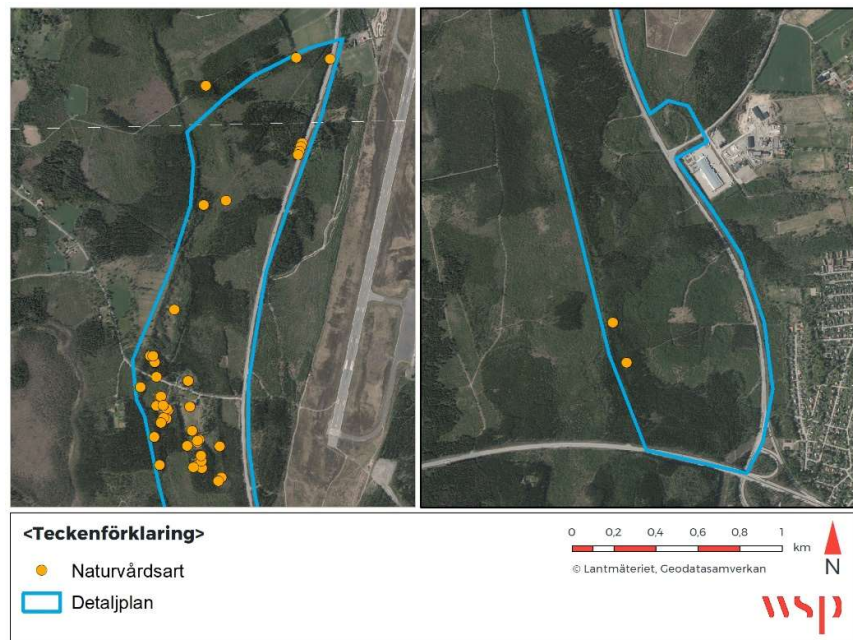 <Teckenförklaring>
Naturvårdsart
Detaljplan
0 0,2 0,4 0,6 0,8 1
km
© Lantmäteriet, Geodatasamverkan
N
wsp